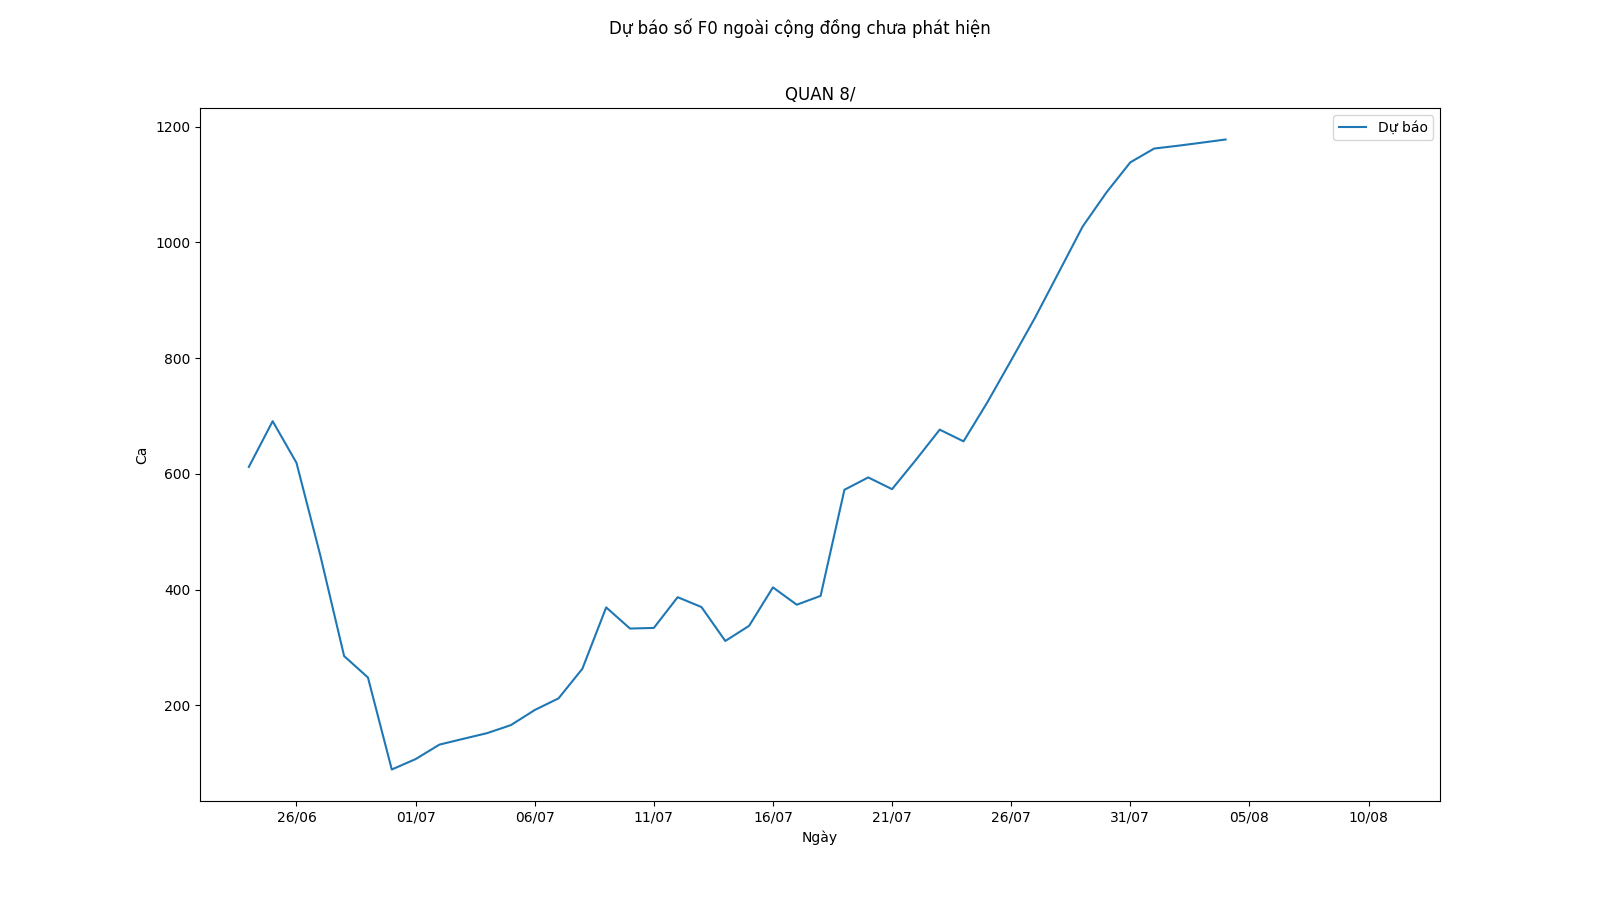 Dự báo số F0 ngoài cộng đồng chưa phát hiện
QUAN 8/
Dự báo
1200
1000
800
600
400
200
Ca
26/06 01/07 06/07 11/07 16/07 21/07 26/07 31/07 05/08 10/08
Ngày